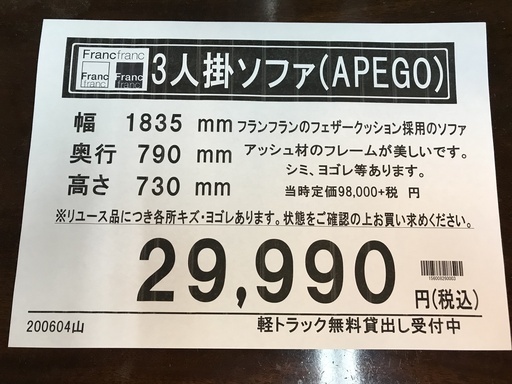 Francfranc
Franc franc Franc franc
3人掛ソファ(APEGO)
幅 1835 mm フランフランのフェザークッション採用のソファ
奥行 790 mm アッシュ材のフレームが美しいです。
シミ、ヨゴレ等あります。
高さ 730 mm 当時定価98,000+税 円
※リユース品につき各所キズ・ヨゴレあります。状態をご確認の上お買い求めください。
29,990 円(税込)
200604山 軽トラック無料貸出し受付中